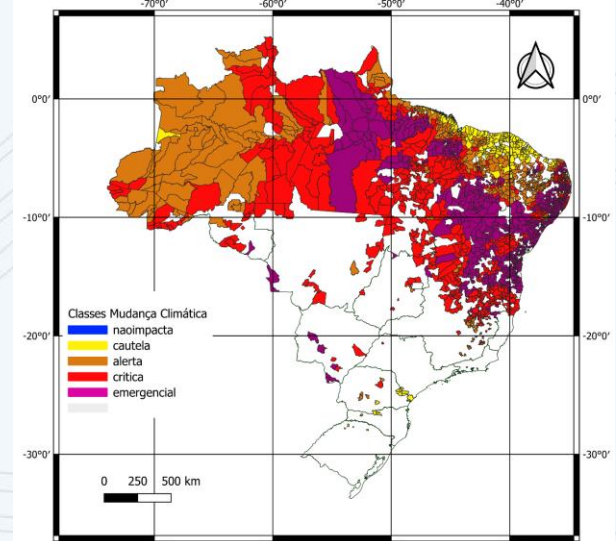 -70°0' -60°0' -50°0' -40°0'
0°0' 0°0'
-10°0' -10°0'
Classes Mudança Climática
naoimpacta
cautela
alerta
critica
emergencial
-20°0' -20°0'
-30°0' -30°0'
0 250 500 km